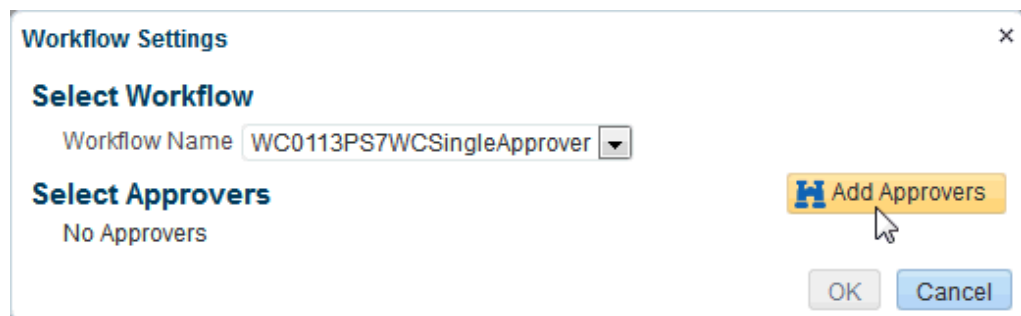 Workflow Settings
Select Workflow
Workflow Name WC0113PS7WCSingleApprover
Select Approvers
Add Approvers
No Approvers
OK Cancel